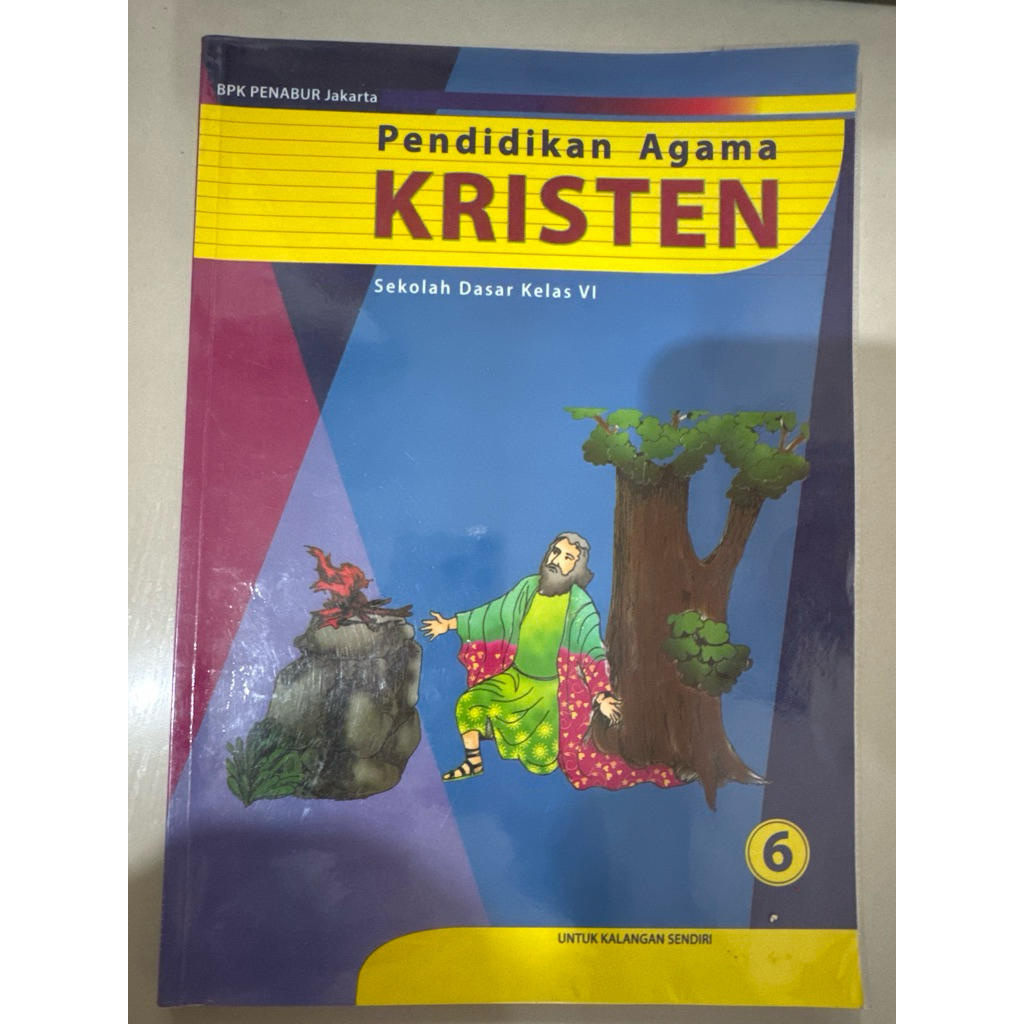 BPK PENABUR Jakarta
Pendidikan Agama
KRISTEN
Sekolah Dasar Kelas VI
6
UNTUK KALANGAN SENDIRI